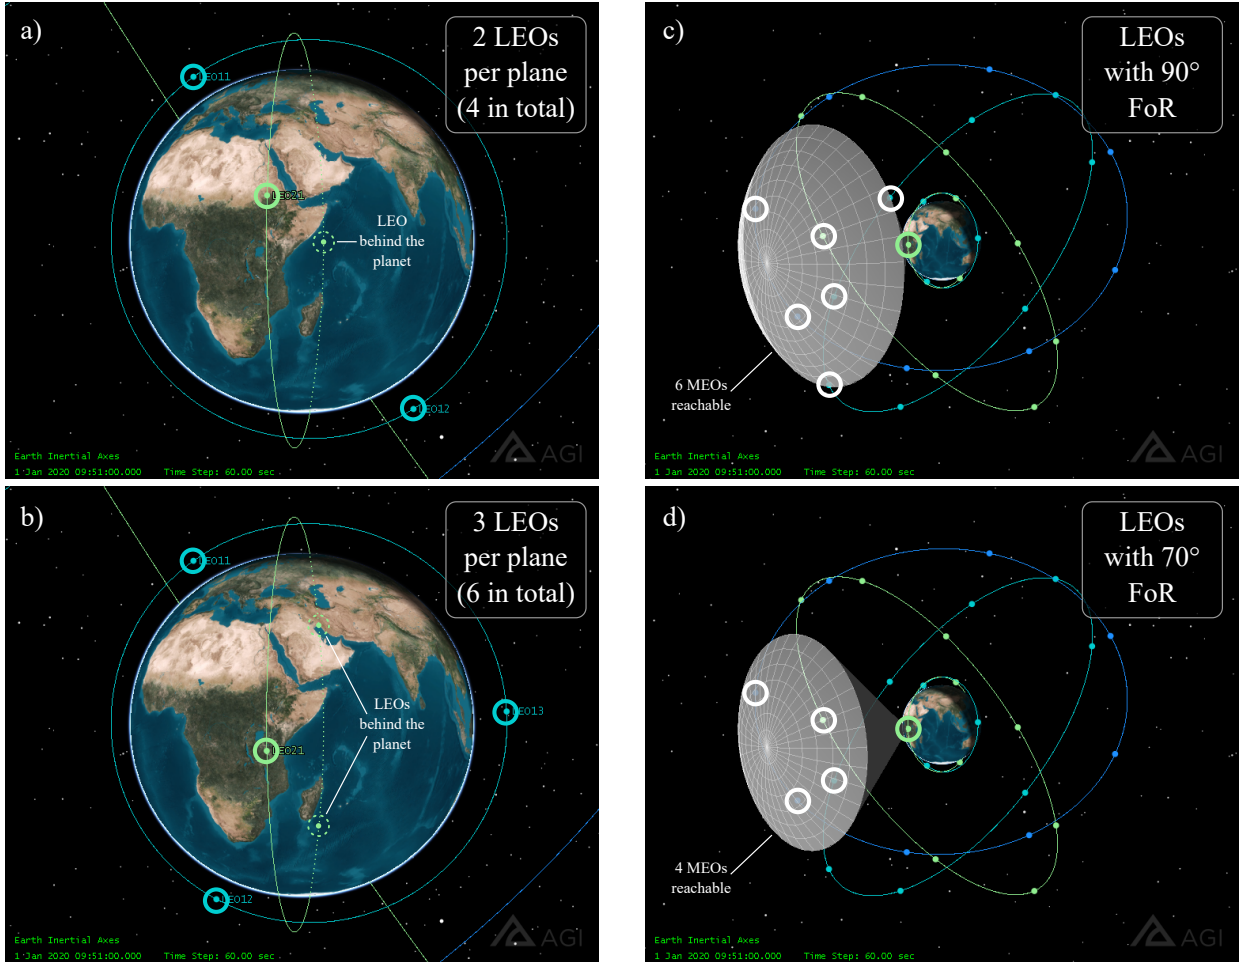 a)
2 LEOs
per plane
(4 in total)
LEO11
LEO21
LEO
behind the
planet
LEO12
Earth Inertial Axes
1 Jan 2020 09:51:00.000 Time Step: 60.00 sec
AGI
c)
LEOs
with 90°
FoR
6 MEOs
reachable
Earth Inertial Axes
1 Jan 2020 09:51:00.000 Time Step: 60.00 sec
AGI
b)
3 LEOs
per plane
(6 in total)
LEO11
LEOs
behind the
planet
LEO13
LEO21
LEO12
Earth Inertial Axes
1 Jan 2020 09:51:00.000 Time Step: 60.00 sec
AGI
d)
LEOs
with 70°
FoR
4 MEOs
reachable
Earth Inertial Axes
1 Jan 2020 09:51:00.000 Time Step: 60.00 sec
AGI